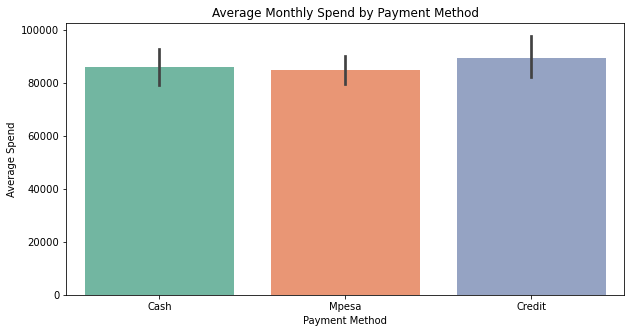 Average Monthly Spend by Payment Method
100000
80000
60000
40000
20000
0
Average Spend
Cash
Mpesa
Credit
Payment Method